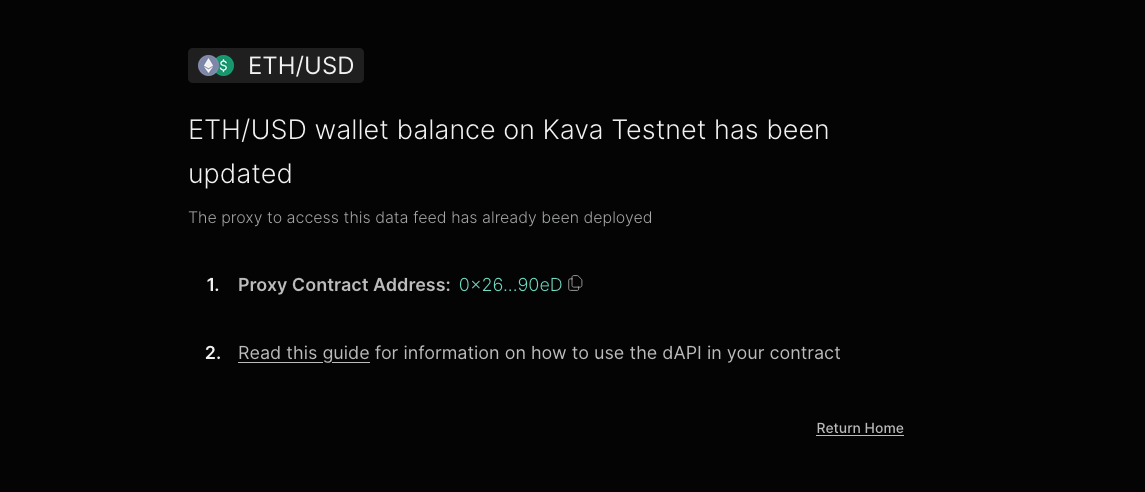 ETH/USD
ETH/USD wallet balance on Kava Testnet has been
updated
The proxy to access this data feed has already been deployed
1. Proxy Contract Address: 0x26...90eD
2. Read this guide for information on how to use the dAPI in your contract
Return Home